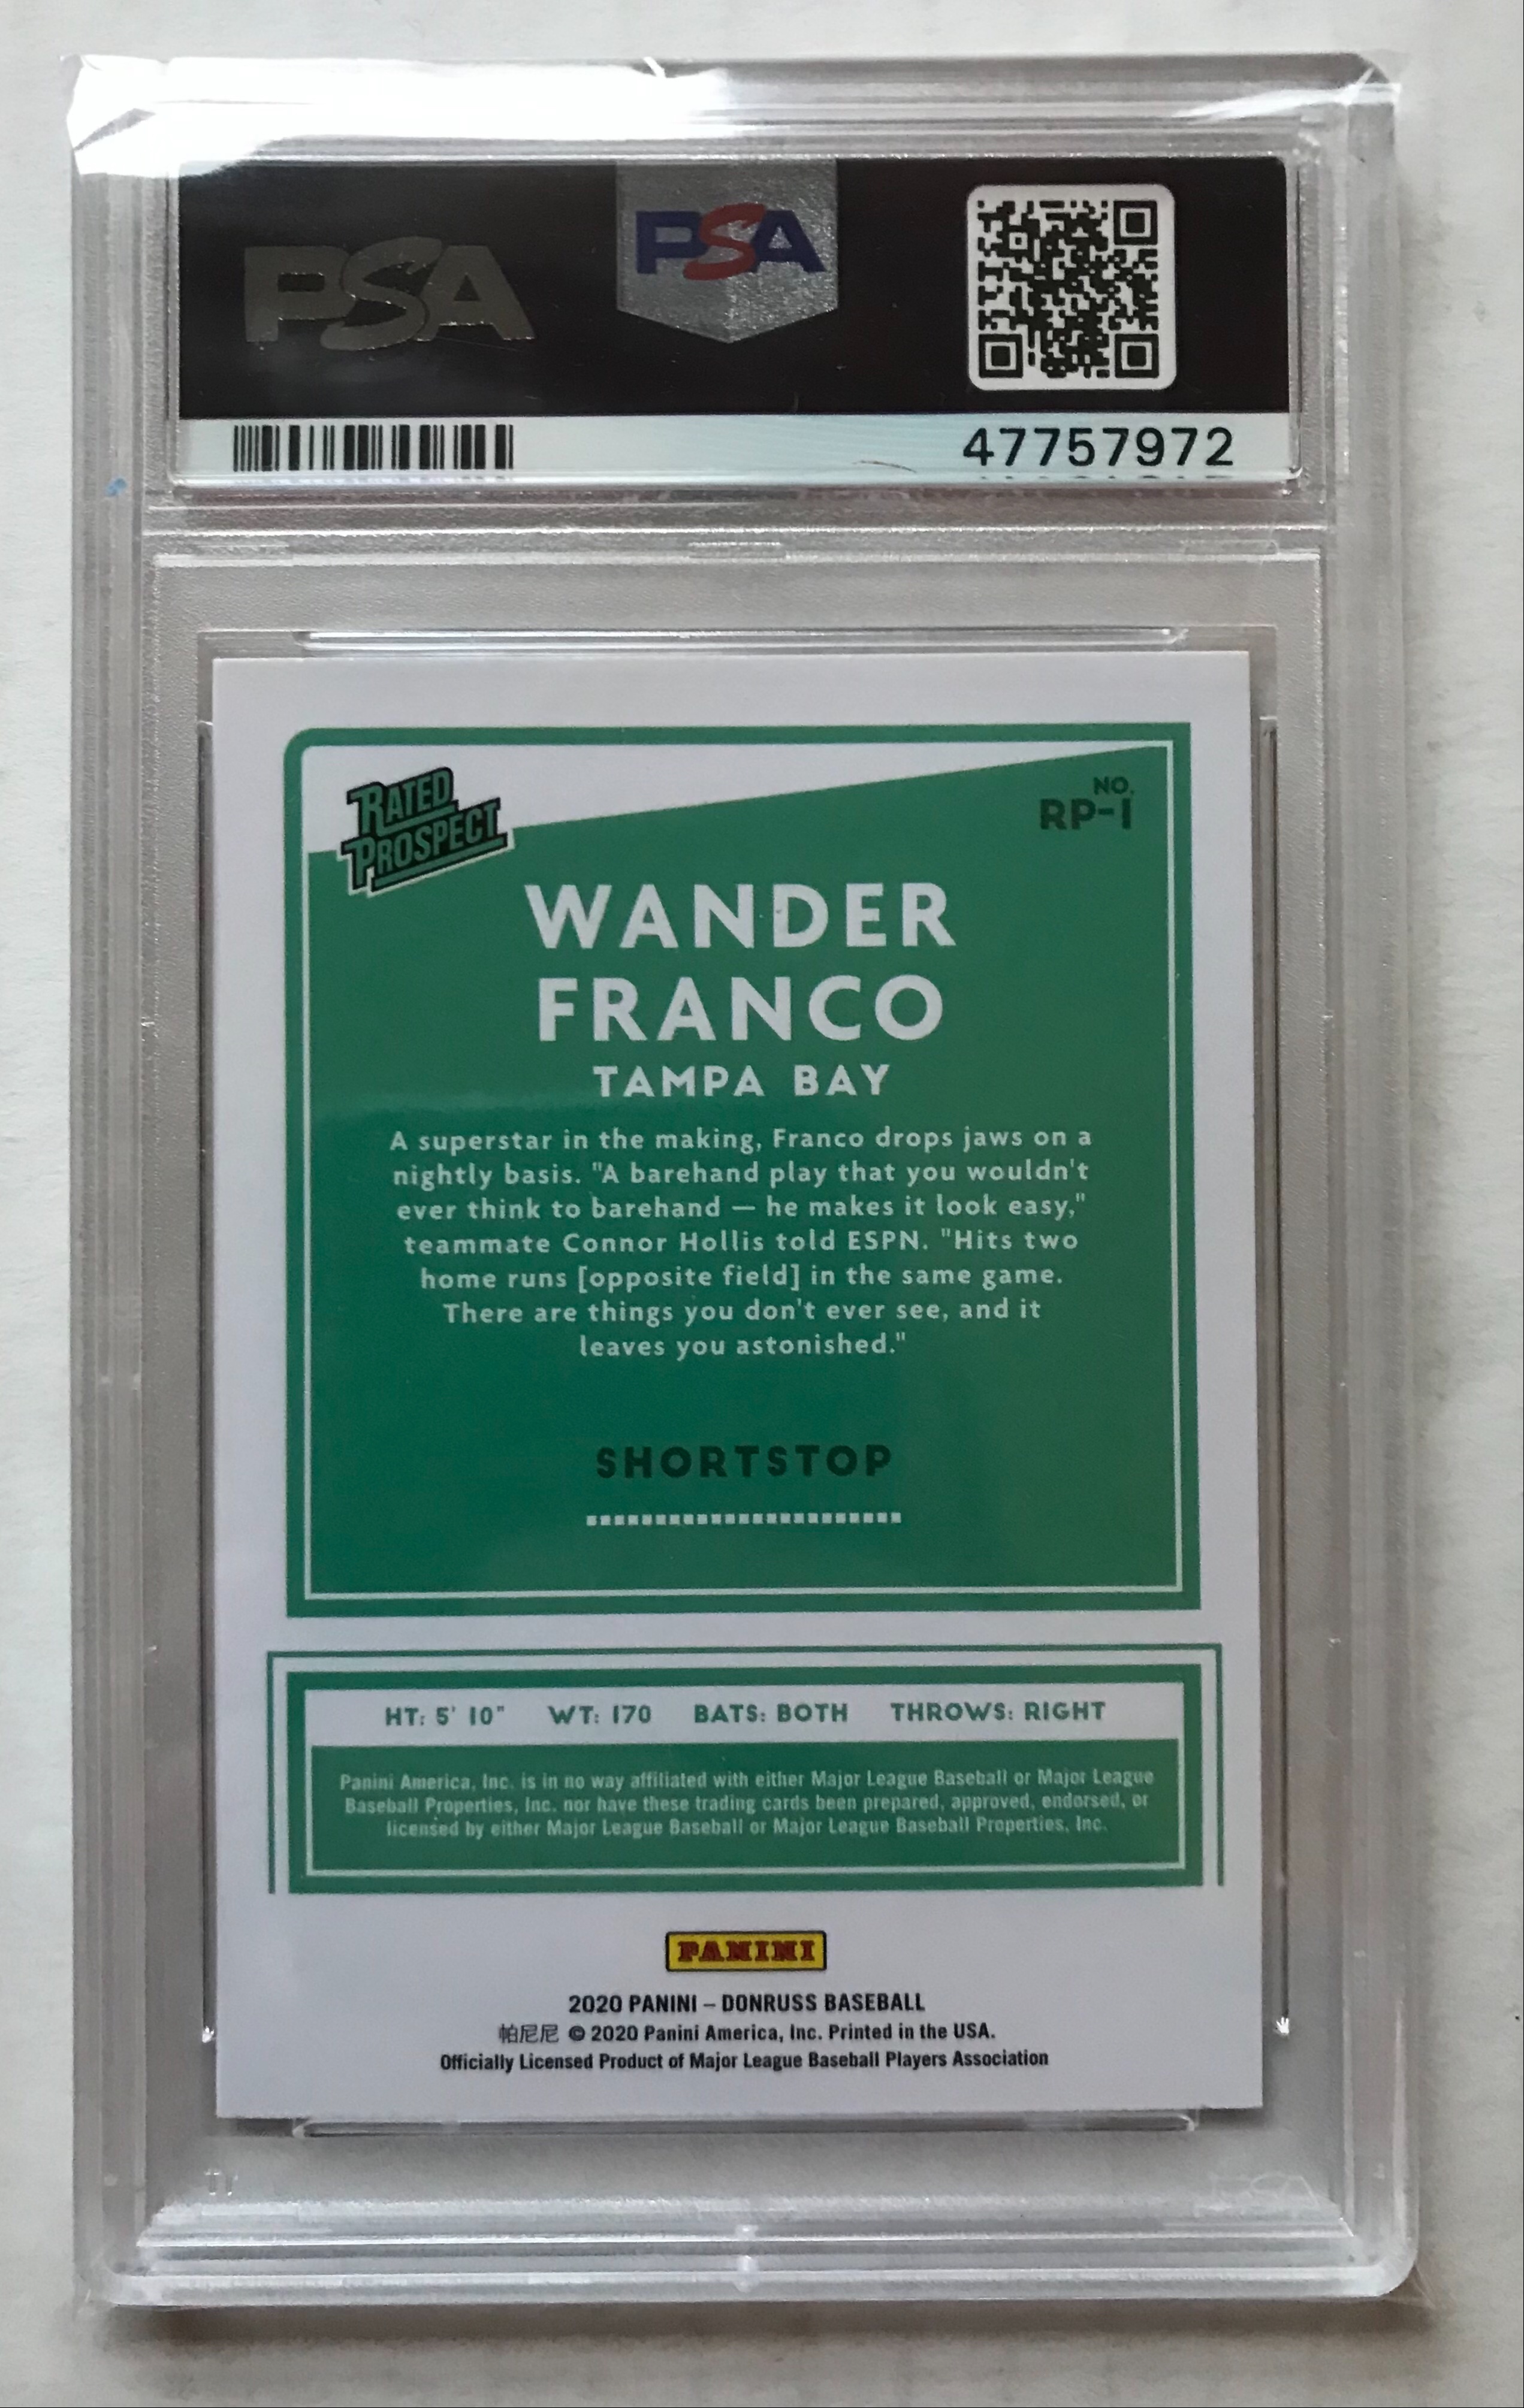 PSA
PSA
47757972
RATED
PROSPECT
NO.
RP-1
WANDER
FRANCO
TAMPA BAY
A superstar in the making, Franco drops jaws on a
nightly basis. "A barehand play that you wouldn't
ever think to barehand — he makes it look easy,"
teammate Connor Hollis told ESPN. "Hits two
home runs [opposite field] in the same game.
There are things you don't ever see, and it
leaves you astonished."
SHORTSTOP
HT: 5' 10" WT: 170 BATS: BOTH THROWS: RIGHT
Panini America, Inc. is in no way affiliated with either Major League Baseball or Major League
Baseball Properties, Inc. nor have these trading cards been prepared, approved, endorsed, or
licensed by either Major League Baseball or Major League Baseball Properties, Inc.
PANINI
2020 PANINI – DONRUSS BASEBALL
帕尼尼 © 2020 Panini America, Inc. Printed in the USA.
Officially Licensed Product of Major League Baseball Players Association